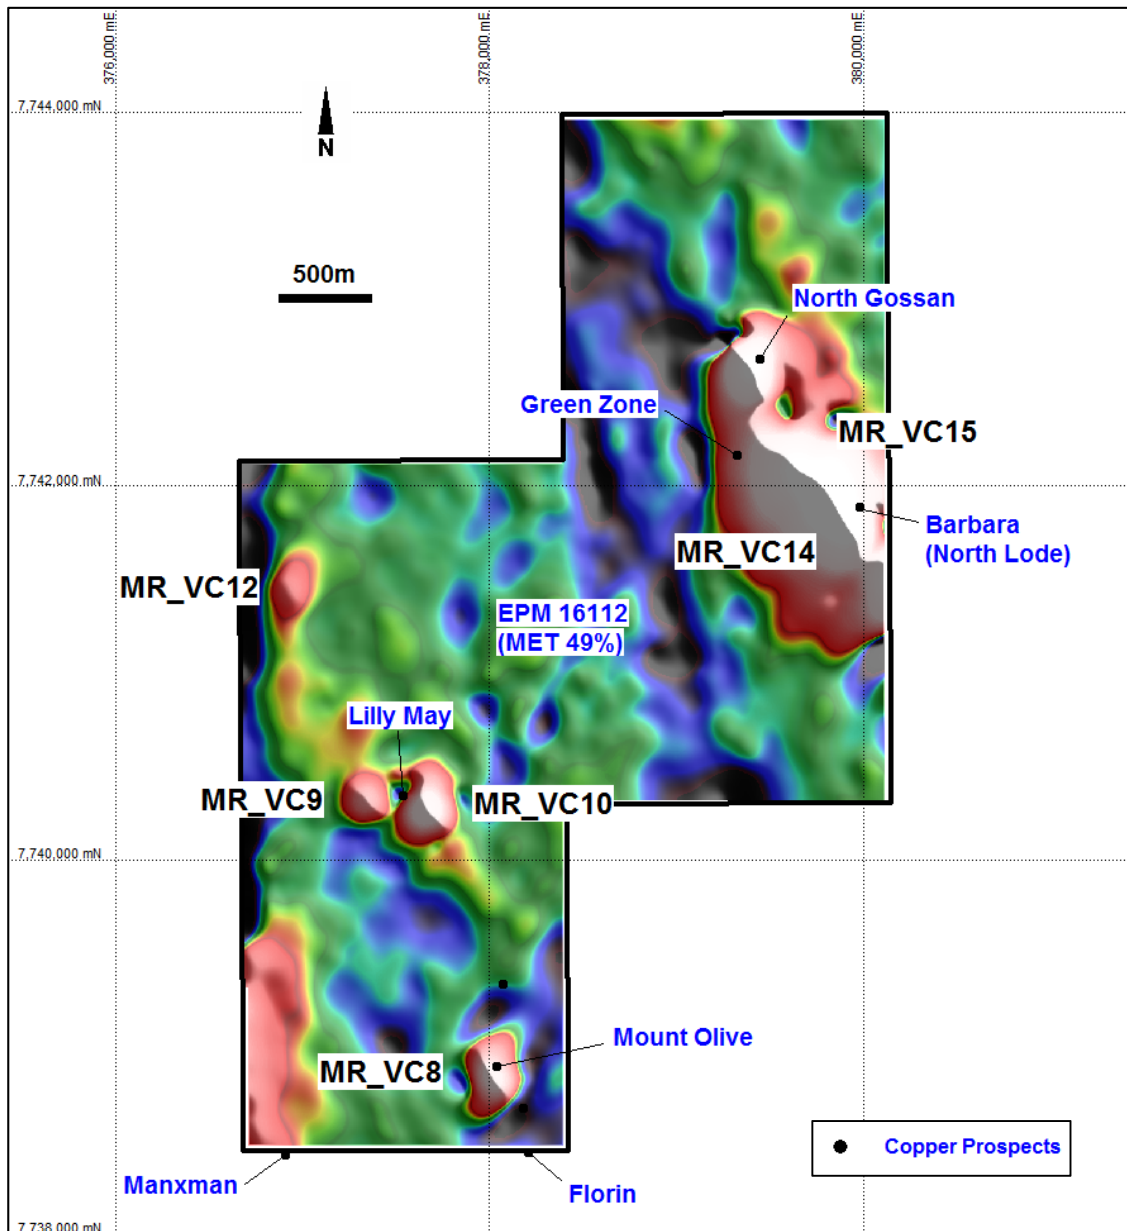 376,000 mE
378,000 mE
380,000 mE
7,744,000 mN
N
500m
North Gossan
Green Zone
MR_VC15
7,742,000 mN
Barbara
(North Lode)
MR_VC14
MR_VC12
EPM 16112
(MET 49%)
Lilly May
MR_VC9
MR_VC10
7,740,000 mN
Mount Olive
MR_VC8
Copper Prospects
Manxman
Florin
7,738,000 mN